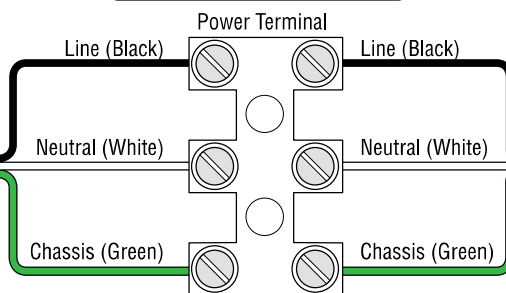 Power Terminal
Line (Black)
Line (Black)
Neutral (White)
Neutral (White)
Chassis (Green)
Chassis (Green)